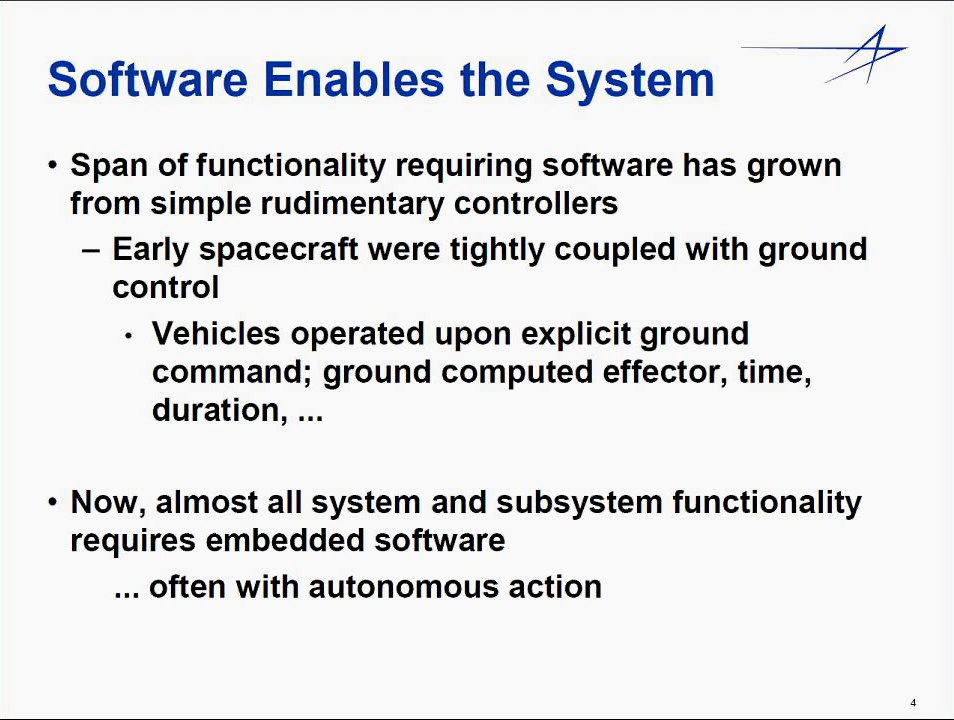 Software Enables the System
• Span of functionality requiring software has grown
from simple rudimentary controllers
– Early spacecraft were tightly coupled with ground
control
• Vehicles operated upon explicit ground
command; ground computed effector, time,
duration, ...
• Now, almost all system and subsystem functionality
requires embedded software
... often with autonomous action
4